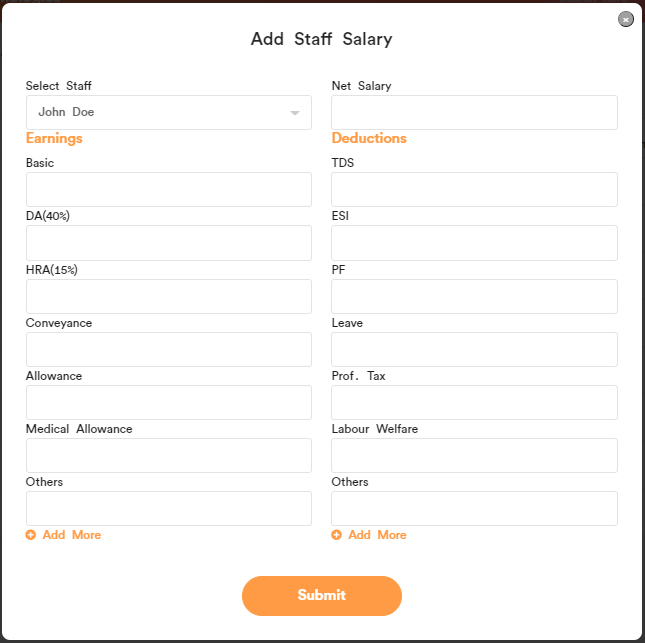 Add Staff Salary
Select Staff
Net Salary
John Doe
Earnings
Deductions
Basic
TDS
DA(40%)
ESI
HRA(15%)
PF
Conveyance
Leave
Allowance
Prof. Tax
Medical Allowance
Labour Welfare
Others
Others
Add More
Add More
Submit